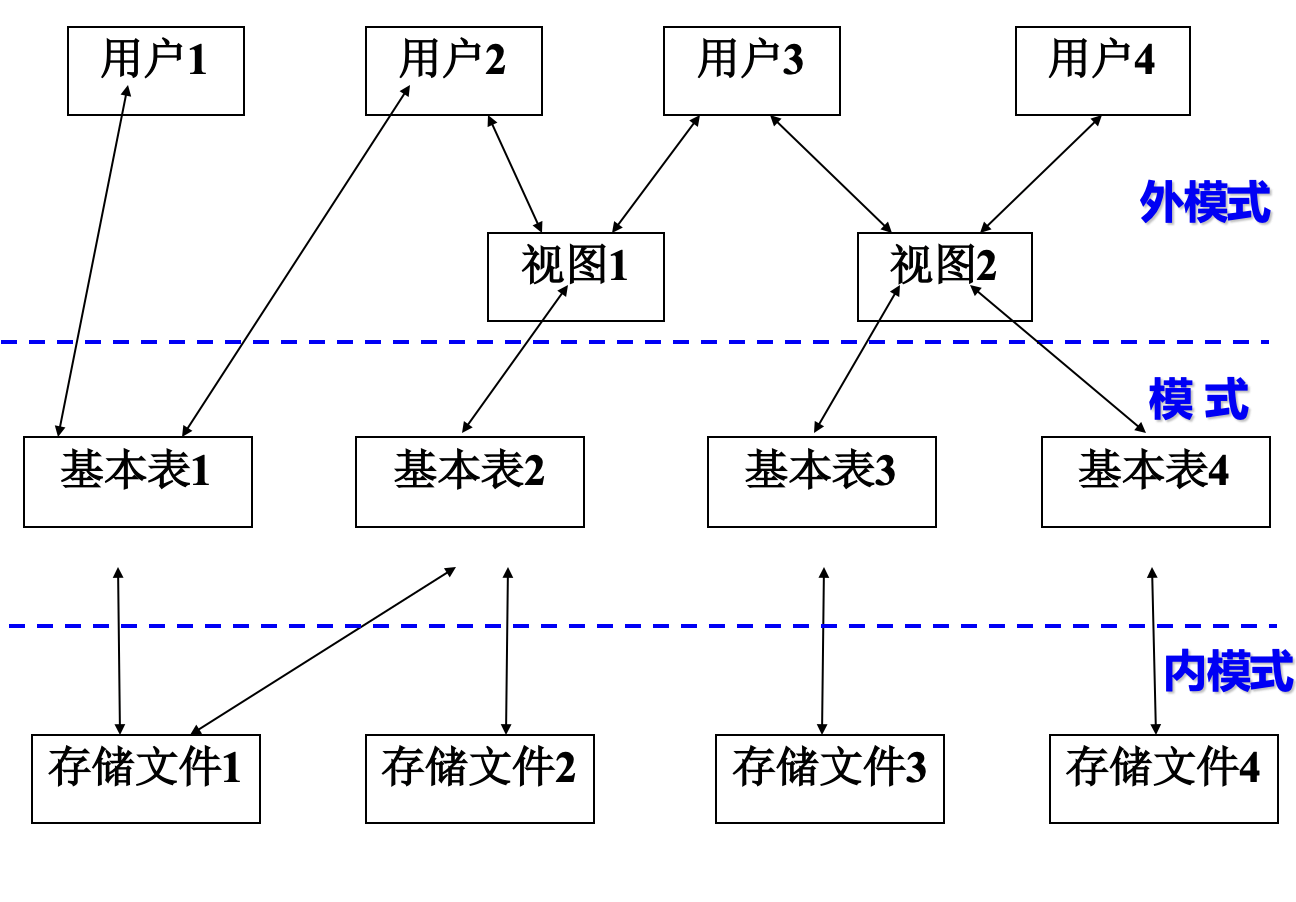 用户1
用户2
用户3
用户4
外模式
视图1
视图2
模 式
基本表1
基本表2
基本表3
基本表4
内模式
存储文件1
存储文件2
存储文件3
存储文件4